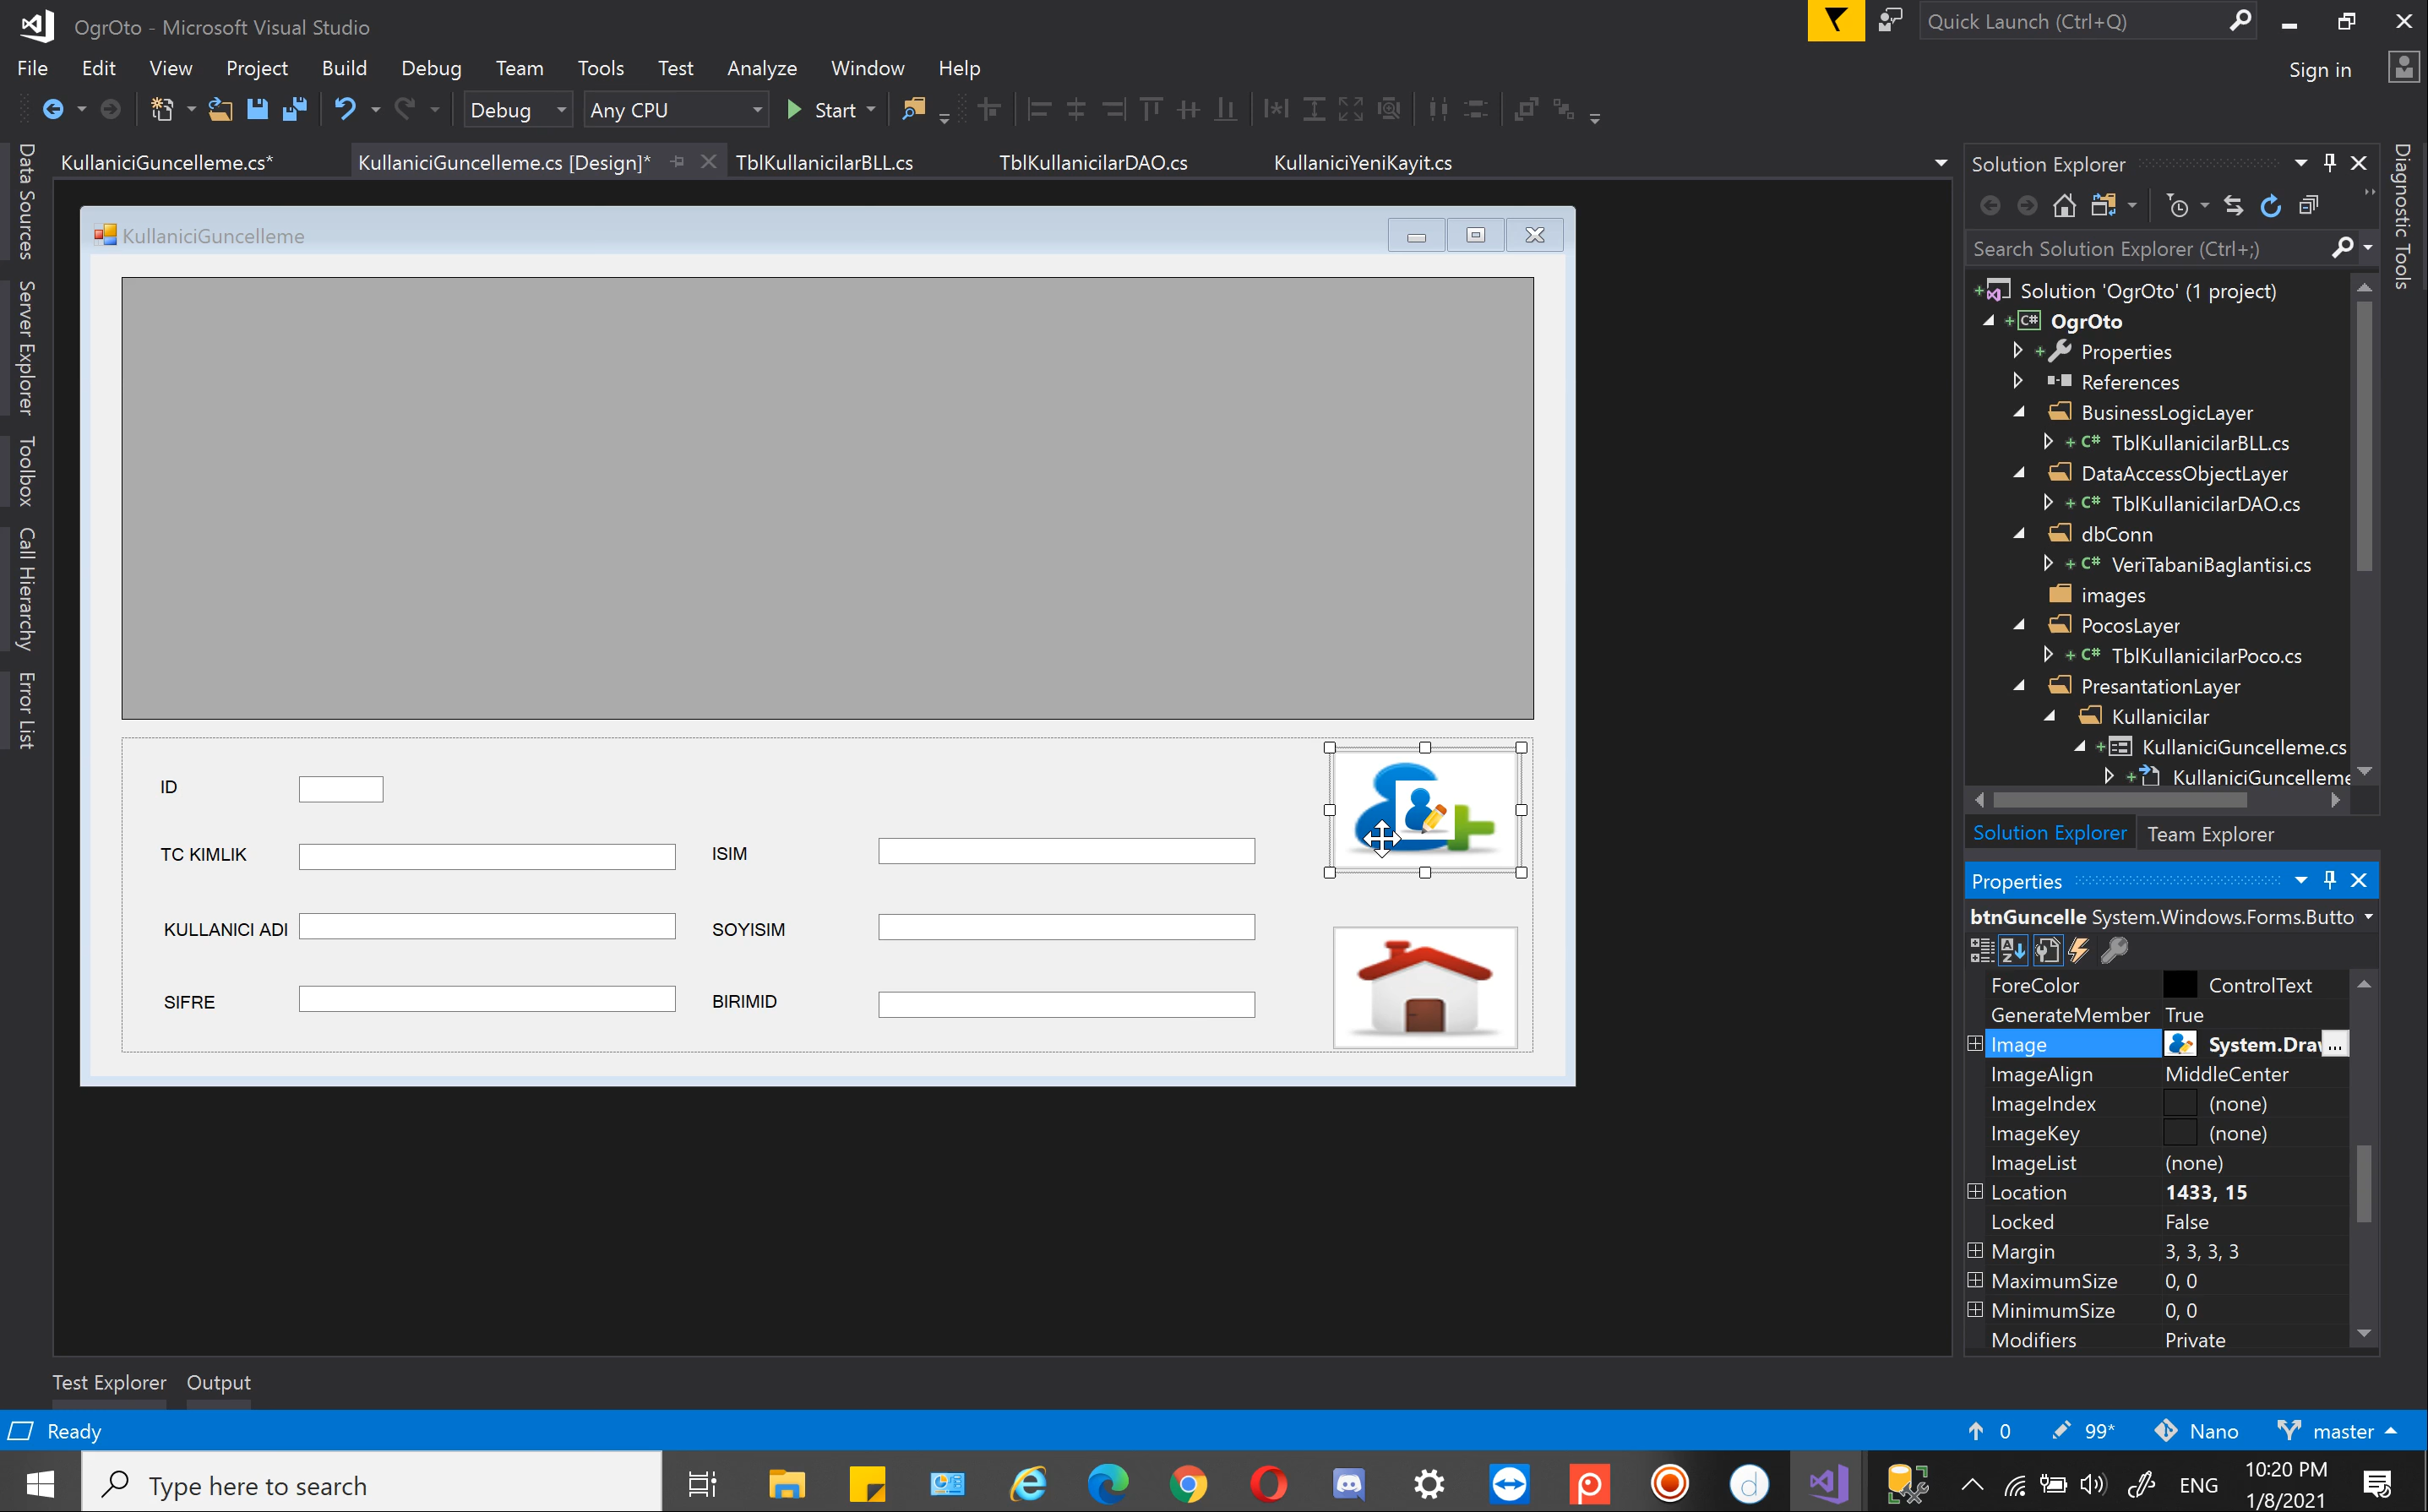 OgrOto - Microsoft Visual Studio
Quick Launch (Ctrl+Q)
File Edit View Project Build Debug Team Tools Test Analyze Window Help
Sign in
Debug Any CPU Start
KullaniciGuncelleme.cs* KullaniciGuncelleme.cs [Design]* TblKullanicilarBLL.cs TblKullanicilarDAO.cs KullaniciYeniKayit.cs
Data Sources
Server Explorer
Toolbox
Call Hierarchy
Error List
KullaniciGuncelleme
ID
TC KIMLIK ISIM
KULLANICI ADI SOYISIM
SIFRE BIRIMID
Solution Explorer
Search Solution Explorer (Ctrl+;)
Solution 'OgrOto' (1 project)
C# OgrOto
Properties
References
BusinessLogicLayer
C# TblKullanicilarBLL.cs
DataAccessObjectLayer
C# TblKullanicilarDAO.cs
dbConn
C# VeriTabaniBaglantisi.cs
images
PocosLayer
C# TblKullanicilarPoco.cs
PresantationLayer
Kullanicilar
KullaniciGuncelleme.cs
KullaniciGuncelleme
Solution Explorer Team Explorer
Diagnostic Tools
Properties
btnGuncelle System.Windows.Forms.Butto
ForeColor ControlText
GenerateMember True
Image System.Draw ...
ImageAlign MiddleCenter
ImageIndex (none)
ImageKey (none)
ImageList (none)
Location 1433, 15
Locked False
Margin 3, 3, 3, 3
MaximumSize 0, 0
MinimumSize 0, 0
Modifiers Private
Test Explorer Output
Ready
0 99* Nano master
Type here to search
ENG
10:20 PM
1/8/2021